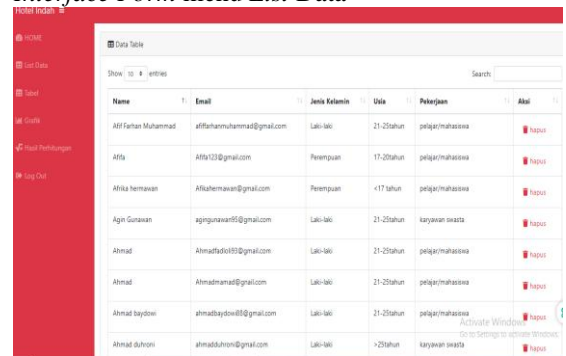 Interface Form menu List Data
Hotel Indah
HOME
List Data
Tabel
Grafik
Hasil Perhitungan
Log Out
Data Table
Show 10 entries
Search:
Name Email Jenis Kelamin Usia Pekerjaan Aksi
Afif Farhan Muhammad afiffarhanmuhammad@gmail.com Laki-laki 21-25tahun pelajar/mahasiswa hapus
Afifa Afifa123@gmail.com Perempuan 17-20tahun pelajar/mahasiswa hapus
Afrika hermawan Afikahermawan@gmail.com Perempuan <17 tahun pelajar/mahasiswa hapus
Agin Gunawan agingunawan95@gmail.com Laki-laki 21-25tahun karyawan swasta hapus
Ahmad Ahmadfadloli93@gmail.com Laki-laki 21-25tahun pelajar/mahasiswa hapus
Ahmad Ahmadmamad@gmail.com Laki-laki 21-25tahun pelajar/mahasiswa hapus
Ahmad baydowi ahmadbaydowi88@gmail.com Laki-laki 21-25tahun pelajar/mahasiswa hapus
Activate Windows
Go to Settings to activate Windows.
Ahmad duhroni ahmadduhroni@gmail.com Laki-laki >25tahun karyawan swasta hapus